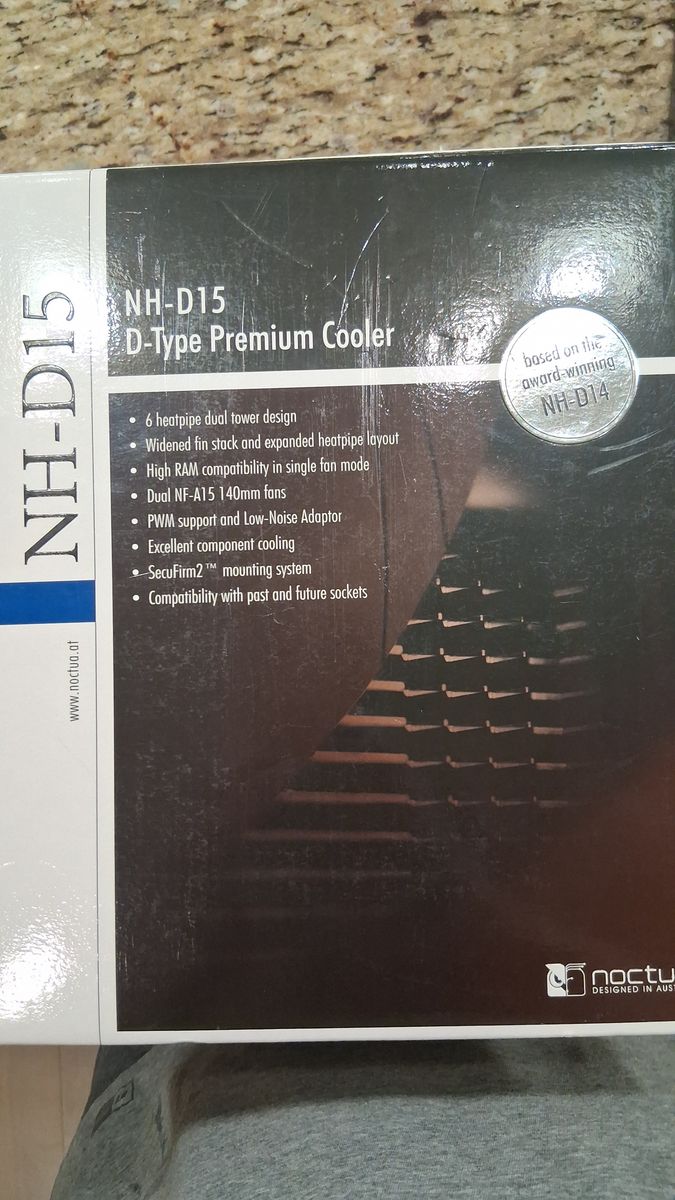 NH-D15
www.noctua.at
NH-D15
D-Type Premium Cooler
based on the
award-winning
NH-D14
• 6 heatpipe dual tower design
• Widened fin stack and expanded heatpipe layout
• High RAM compatibility in single fan mode
• Dual NF-A15 140mm fans
• PWM support and Low-Noise Adaptor
• Excellent component cooling
• SecuFirm2™ mounting system
• Compatibility with past and future sockets
noctu
DESIGNED IN AUST